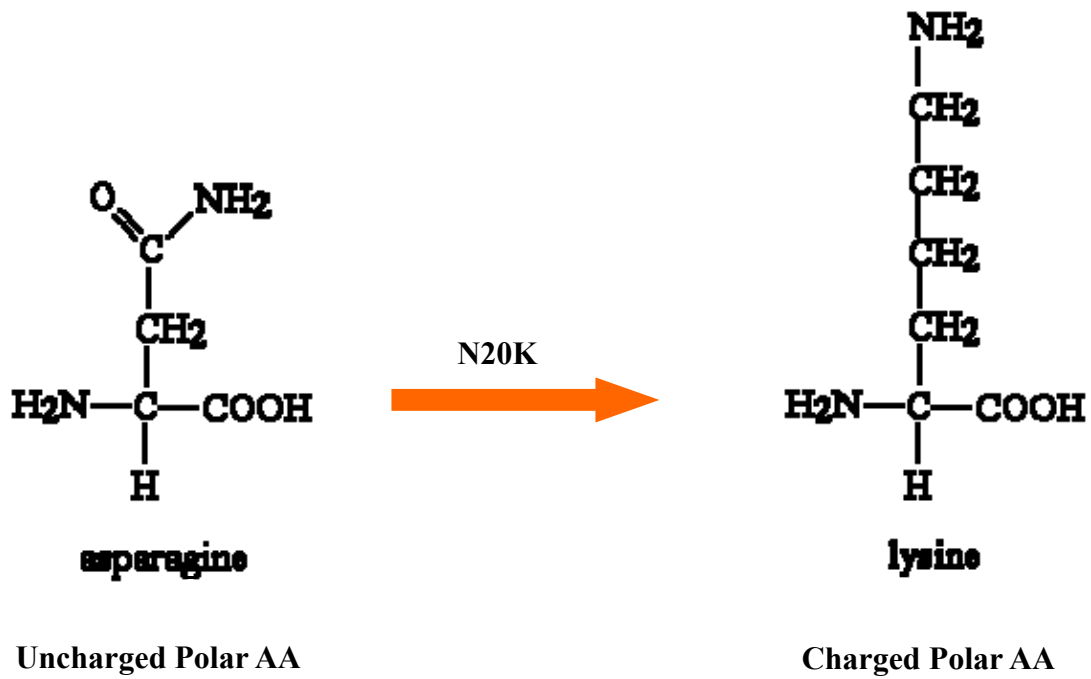 NH2
CH2
CH2
CH2
CH2
O
NH2
C
CH2
H2N C COOH
H
asparagine
N20K
H2N C COOH
H
lysine
Uncharged Polar AA
Charged Polar AA